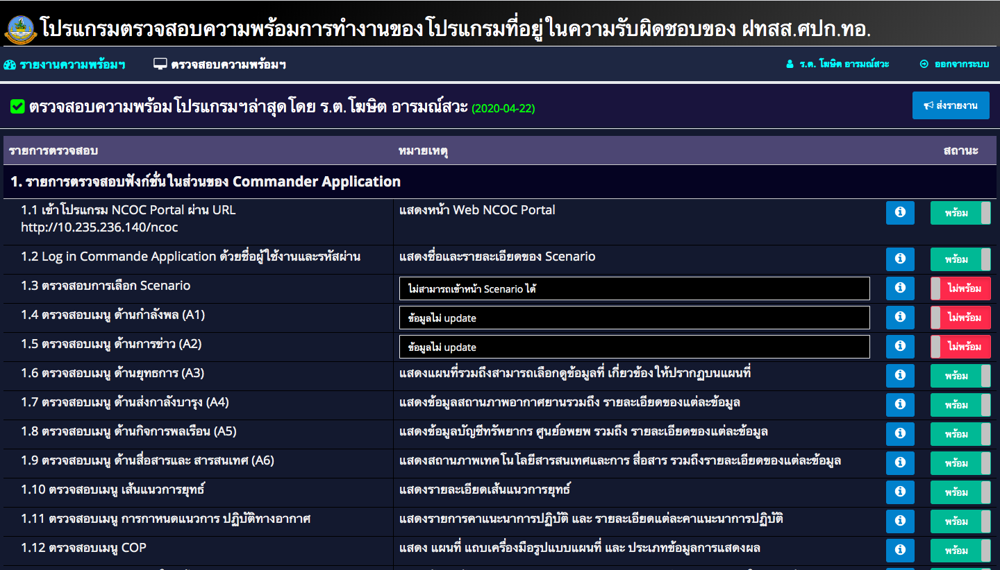 โปรแกรมตรวจสอบความพร้อมการทำงานของโปรแกรมที่อยู่ในความรับผิดชอบของ ฝทสส.ศปก.ทอ.
รายงานความพร้อมฯ ตรวจสอบความพร้อมฯ ร.ต. โฆษิต อารมณ์สวะ ออกจากระบบ
ตรวจสอบความพร้อมโปรแกรมฯล่าสุดโดย ร.ต.โฆษิต อารมณ์สวะ (2020-04-22) ส่งรายงาน
รายการตรวจสอบ หมายเหตุ สถานะ
1. รายการตรวจสอบฟังก์ชั่นในส่วนของ Commander Application
1.1 เข้าโปรแกรม NCOC Portal ผ่าน URL แสดงหน้า Web NCOC Portal พร้อม
http://10.235.236.140/ncoc
1.2 Log in Commande Application ด้วยชื่อผู้ใช้งานและรหัสผ่าน แสดงชื่อและรายละเอียดของ Scenario พร้อม
1.3 ตรวจสอบการเลือก Scenario ไม่สามารถเข้าหน้า Scenario ได้ ไม่พร้อม
1.4 ตรวจสอบเมนู ด้านกำลังพล (A1) ข้อมูลไม่ update ไม่พร้อม
1.5 ตรวจสอบเมนู ด้านการข่าว (A2) ข้อมูลไม่ update ไม่พร้อม
1.6 ตรวจสอบเมนู ด้านยุทธการ (A3) แสดงแผนที่รวมถึงสามารถเลือกดูข้อมูลที่ เกี่ยวข้องให้ปรากฏบนแผนที่ พร้อม
1.7 ตรวจสอบเมนู ด้านส่งกาลังบารุง (A4) แสดงข้อมูลสถานภาพอากาศยานรวมถึง รายละเอียดของแต่ละข้อมูล พร้อม
1.8 ตรวจสอบเมนู ด้านกิจการพลเรือน (A5) แสดงข้อมูลบัญชีทรัพยากร ศูนย์อพยพ รวมถึง รายละเอียดของแต่ละข้อมูล พร้อม
1.9 ตรวจสอบเมนู ด้านสื่อสารและ สารสนเทศ (A6) แสดงสถานภาพเทคโนโลยีสารสนเทศและการ สื่อสาร รวมถึงรายละเอียดของแต่ละข้อมูล พร้อม
1.10 ตรวจสอบเมนู เส้นแนวการยุทธ์ แสดงรายละเอียดเส้นแนวการยุทธ์ พร้อม
1.11 ตรวจสอบเมนู การกาหนดแนวการ ปฏิบัติทางอากาศ แสดงรายการคาแนะนาการปฏิบัติ และ รายละเอียดแต่ละคาแนะนาการปฏิบัติ พร้อม
1.12 ตรวจสอบเมนู COP แสดง แผนที่ แถบเครื่องมือรูปแบบแผนที่ และ ประเภทข้อมูลการแสดงผล พร้อม